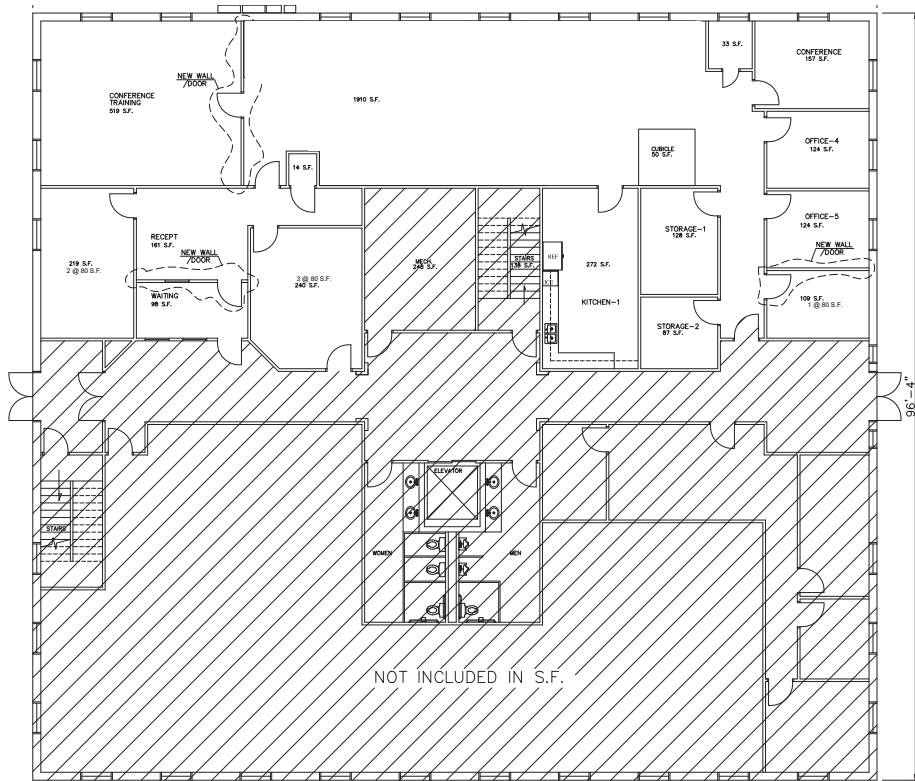 33 S.F.
CONFERENCE
157 S.F.
NEW WALL
/DOOR
CONFERENCE
TRAINING
519 S.F.
1910 S.F.
OFFICE-4
124 S.F.
CUBICLE
50 S.F.
14 S.F.
OFFICE-5
124 S.F.
RECEPT
161 S.F.
STORAGE-1
128 S.F.
NEW WALL
/DOOR
NEW WALL
/DOOR
219 S.F.
2 @ 80 S.F.
MECH.
248 S.F.
STAIRS
138 S.F.
REF
272 S.F.
3 @ 80 S.F.
240 S.F.
WAITING
98 S.F.
KITCHEN-1
109 S.F.
1 @ 80 S.F.
STORAGE-2
87 S.F.
96'-4"
ELEVATOR
STAIRS
WOMEN
MEN
NOT INCLUDED IN S.F.